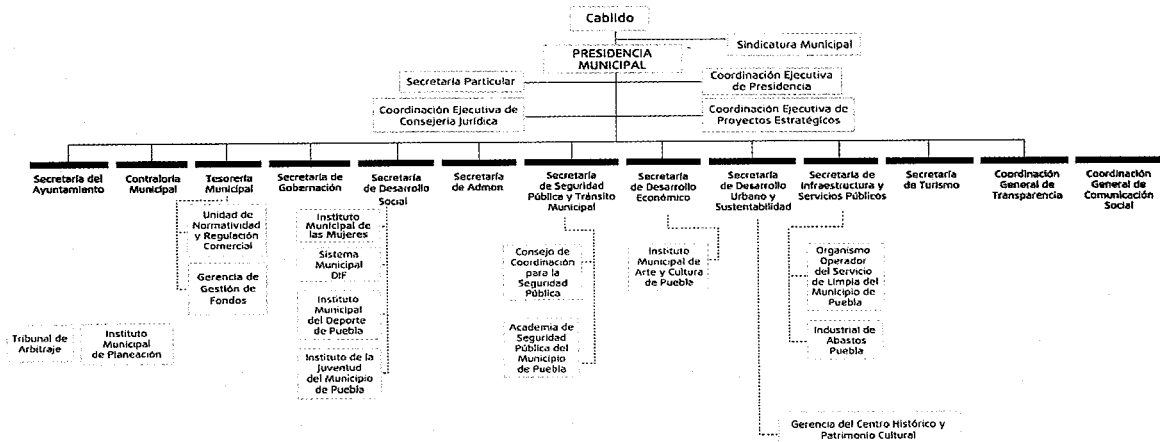 Cabildo
Sindicatura Municipal
PRESIDENCIA
MUNICIPAL
Secretaría Particular
Coordinación Ejecutiva
de Presidencia
Coordinación Ejecutiva de
Consejería Jurídica
Coordinación Ejecutiva de
Proyectos Estratégicos
Secretaría del
Ayuntamiento
Contraloría
Municipal
Tesorería
Municipal
Secretaría de
Gobernación
Secretaría
de Desarrollo
Social
Secretaría
de Admon
Secretaría
de Seguridad
Pública y Tránsito
Municipal
Secretaría
de Desarrollo
Económico
Secretaría
de Desarrollo
Urbano y
Sustentabilidad
Secretaría de
Infraestructura y
Servicios Públicos
Secretaría
de Turismo
Coordinación
General de
Transparencia
Coordinación
General de
Comunicación
Social
Unidad de
Normatividad
y Regulación
Comercial
Gerencia de
Gestión de
Fondos
Instituto
Municipal de
las Mujeres
Sistema
Municipal
DIF
Instituto
Municipal
del Deporte
de Puebla
Instituto de la
Juventud
del Municipio
de Puebla
Consejo de
Coordinación
para la
Seguridad
Pública
Academia de
Seguridad
Pública del
Municipio
de Puebla
Instituto
Municipal de
Arte y Cultura
de Puebla
Organismo
Operador
del Servicio
de Limpia del
Municipio de
Puebla
Industrial de
Abastos
Puebla
Tribunal de
Arbitraje
Instituto
Municipal
de Planeación
Gerencia del Centro Histórico y
Patrimonio Cultural